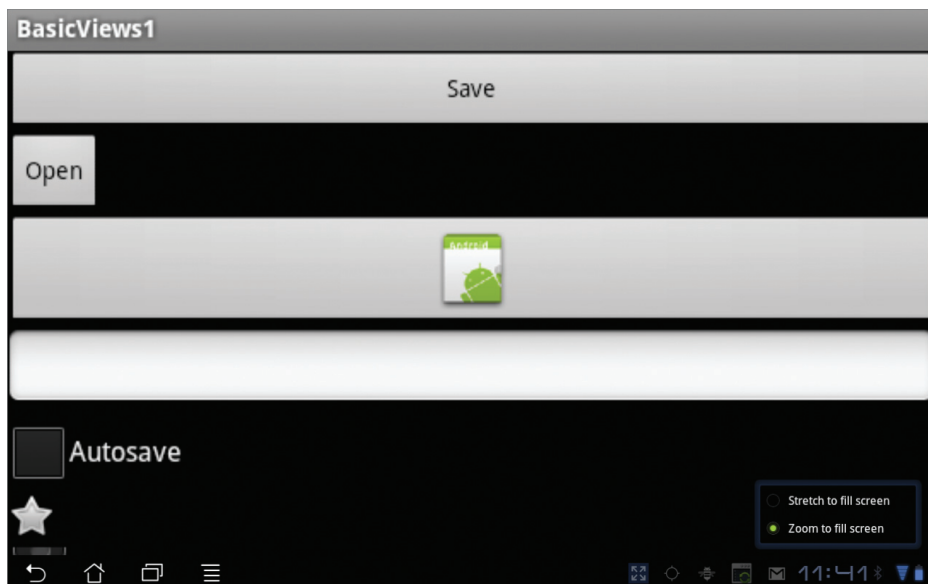 BasicViews1
Save
Open
Android
Autosave
Stretch to fill screen
Zoom to fill screen
11:41